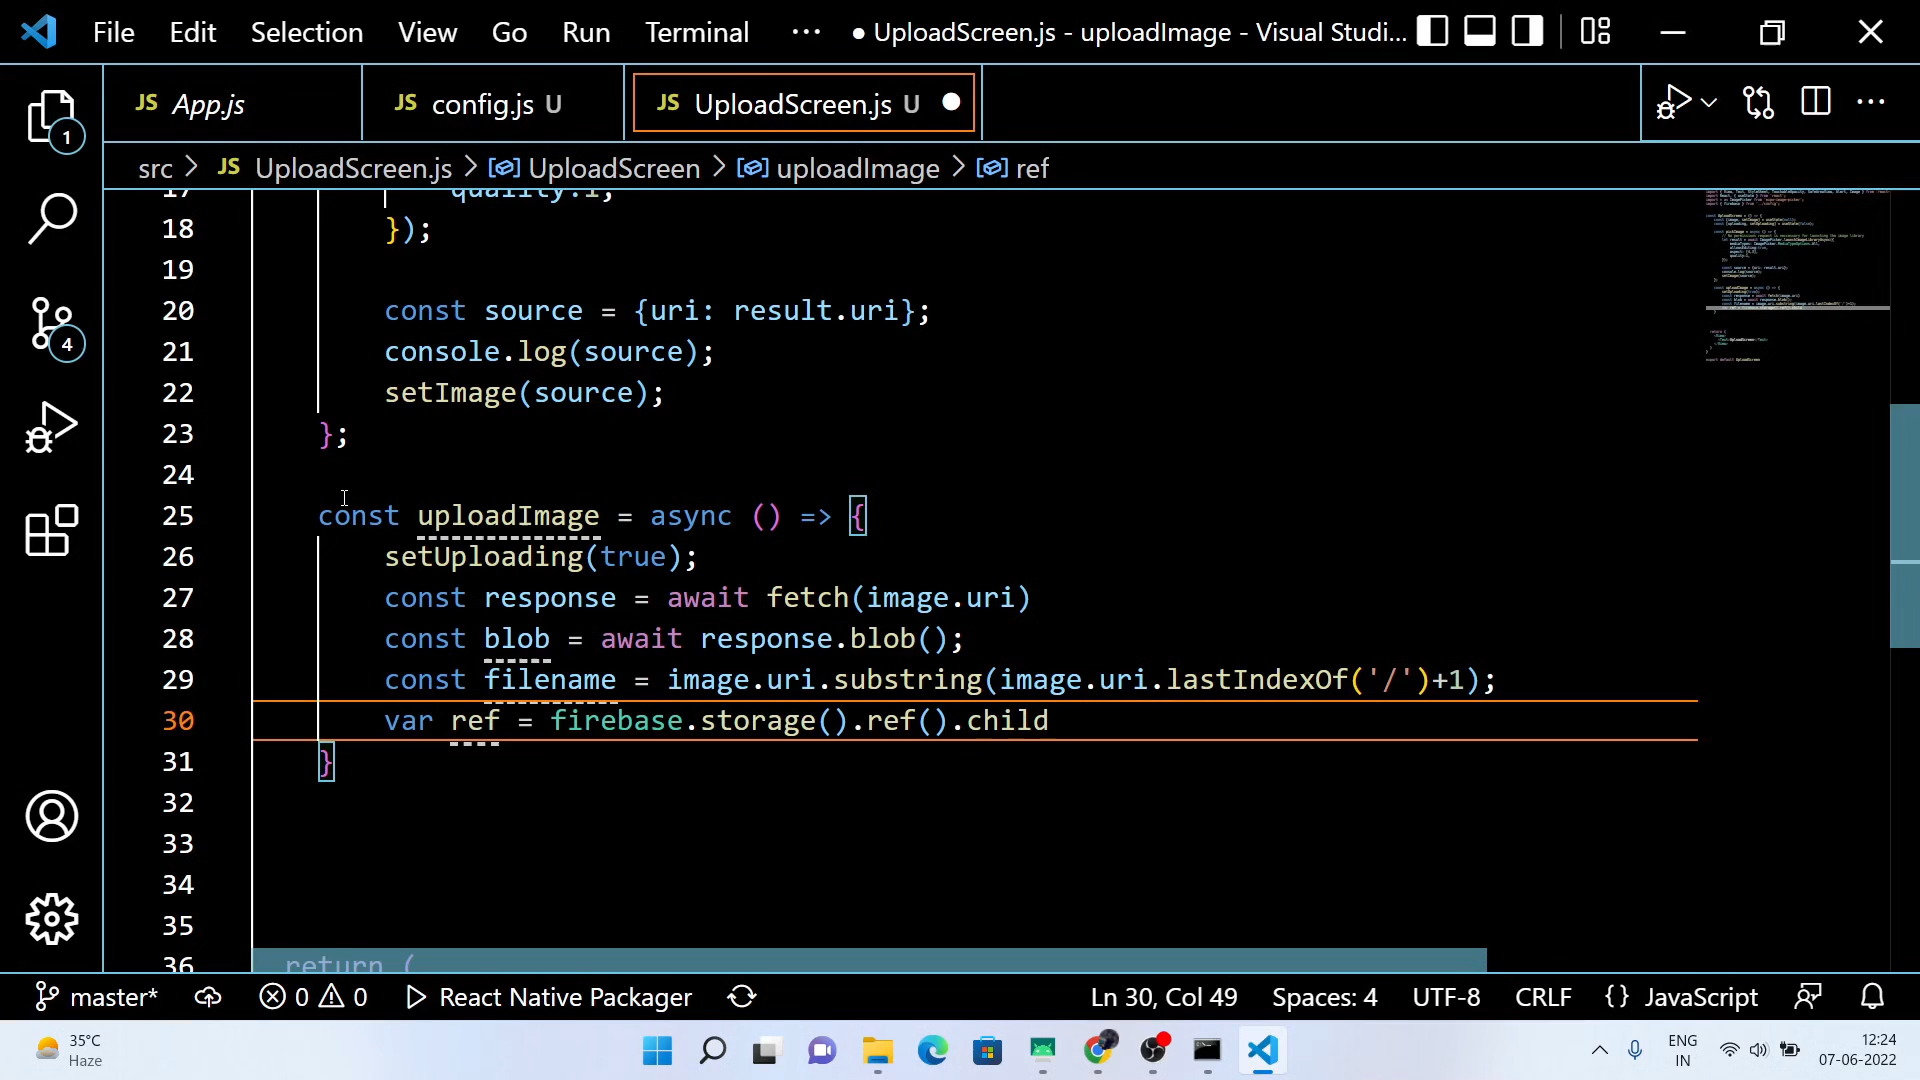 File Edit Selection View Go Run Terminal ··· ● UploadScreen.js - uploadImage - Visual Studi...
JS App.js JS config.js U JS UploadScreen.js U ●
src > JS UploadScreen.js > UploadScreen > uploadImage > ref
17 quality:1,
18 });
19
20 const source = {uri: result.uri};
21 console.log(source);
22 setImage(source);
23 };
24
25 const uploadImage = async () => {
26 setUploading(true);
27 const response = await fetch(image.uri)
28 const blob = await response.blob();
29 const filename = image.uri.substring(image.uri.lastIndexOf('/')+1);
30 var ref = firebase.storage().ref().child
31 }
32
33
34
35
36 return (
1
4
master* 0 0 React Native Packager Ln 30, Col 49 Spaces: 4 UTF-8 CRLF {} JavaScript
35°C
Haze
ENG
IN
12:24
07-06-2022